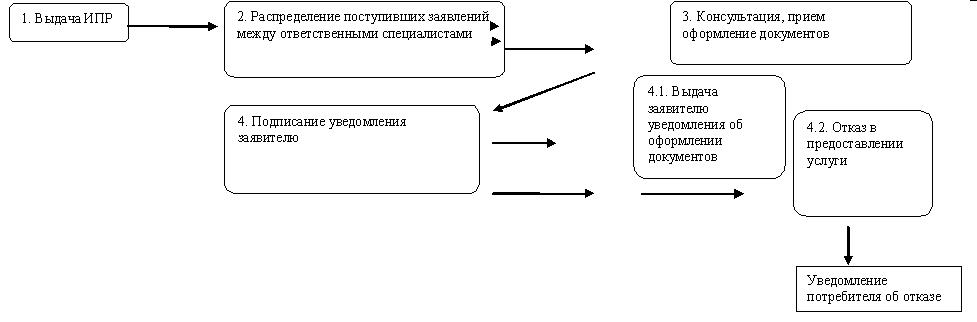 1. Выдача ИПР
2. Распределение поступивших заявлений
между ответственными специалистами
3. Консультация, прием
оформление документов
4. Подписание уведомления
заявителю
4.1. Выдача
заявителю
уведомления об
оформлении
документов
4.2. Отказ в
предоставлении
услуги
Уведомление
потребителя об отказе